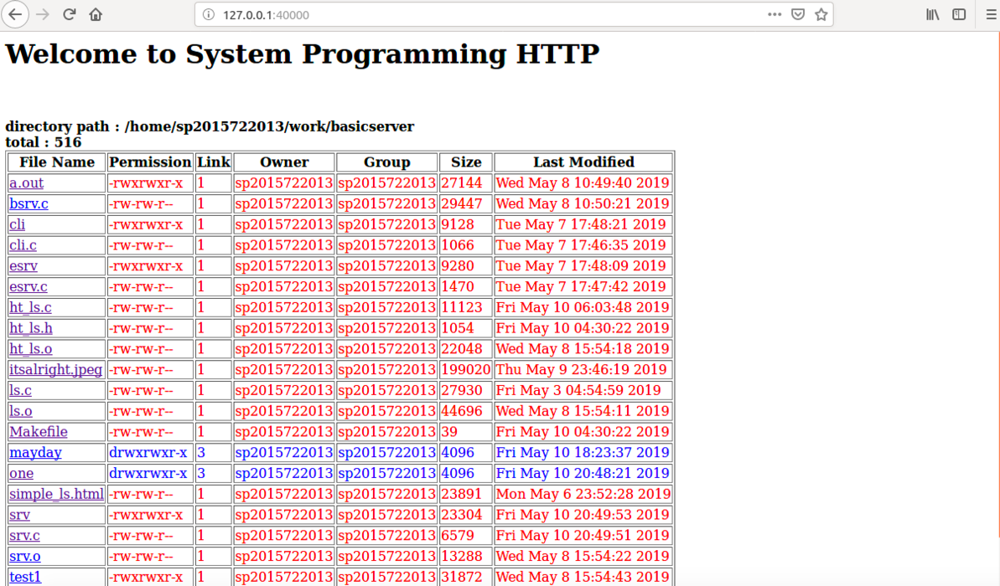 127.0.0.1:40000
Welcome to System Programming HTTP
directory path : /home/sp2015722013/work/basicserver
total : 516
File Name Permission Link Owner Group Size Last Modified
a.out -rwxrwxr-x 1 sp2015722013 sp2015722013 27144 Wed May 8 10:49:40 2019
bsrv.c -rw-rw-r-- 1 sp2015722013 sp2015722013 29447 Wed May 8 10:50:21 2019
cli -rwxrwxr-x 1 sp2015722013 sp2015722013 9128 Tue May 7 17:48:21 2019
cli.c -rw-rw-r-- 1 sp2015722013 sp2015722013 1066 Tue May 7 17:46:35 2019
esrv -rwxrwxr-x 1 sp2015722013 sp2015722013 9280 Tue May 7 17:48:09 2019
esrv.c -rw-rw-r-- 1 sp2015722013 sp2015722013 1470 Tue May 7 17:47:42 2019
ht_ls.c -rw-rw-r-- 1 sp2015722013 sp2015722013 11123 Fri May 10 06:03:48 2019
ht_ls.h -rw-rw-r-- 1 sp2015722013 sp2015722013 1054 Fri May 10 04:30:22 2019
ht_ls.o -rw-rw-r-- 1 sp2015722013 sp2015722013 22048 Wed May 8 15:54:18 2019
itsalright.jpeg -rw-rw-r-- 1 sp2015722013 sp2015722013 199020 Thu May 9 23:46:19 2019
ls.c -rw-rw-r-- 1 sp2015722013 sp2015722013 27930 Fri May 3 04:54:59 2019
ls.o -rw-rw-r-- 1 sp2015722013 sp2015722013 44696 Wed May 8 15:54:11 2019
Makefile -rw-rw-r-- 1 sp2015722013 sp2015722013 39 Fri May 10 04:30:22 2019
mayday drwxrwxr-x 3 sp2015722013 sp2015722013 4096 Fri May 10 18:23:37 2019
one drwxrwxr-x 3 sp2015722013 sp2015722013 4096 Fri May 10 20:48:21 2019
simple_ls.html -rw-rw-r-- 1 sp2015722013 sp2015722013 23891 Mon May 6 23:52:28 2019
srv -rwxrwxr-x 1 sp2015722013 sp2015722013 23304 Fri May 10 20:49:53 2019
srv.c -rw-rw-r-- 1 sp2015722013 sp2015722013 6579 Fri May 10 20:49:51 2019
srv.o -rw-rw-r-- 1 sp2015722013 sp2015722013 13288 Wed May 8 15:54:22 2019
test1 -rwxrwxr-x 1 sp2015722013 sp2015722013 31872 Wed May 8 15:54:43 2019